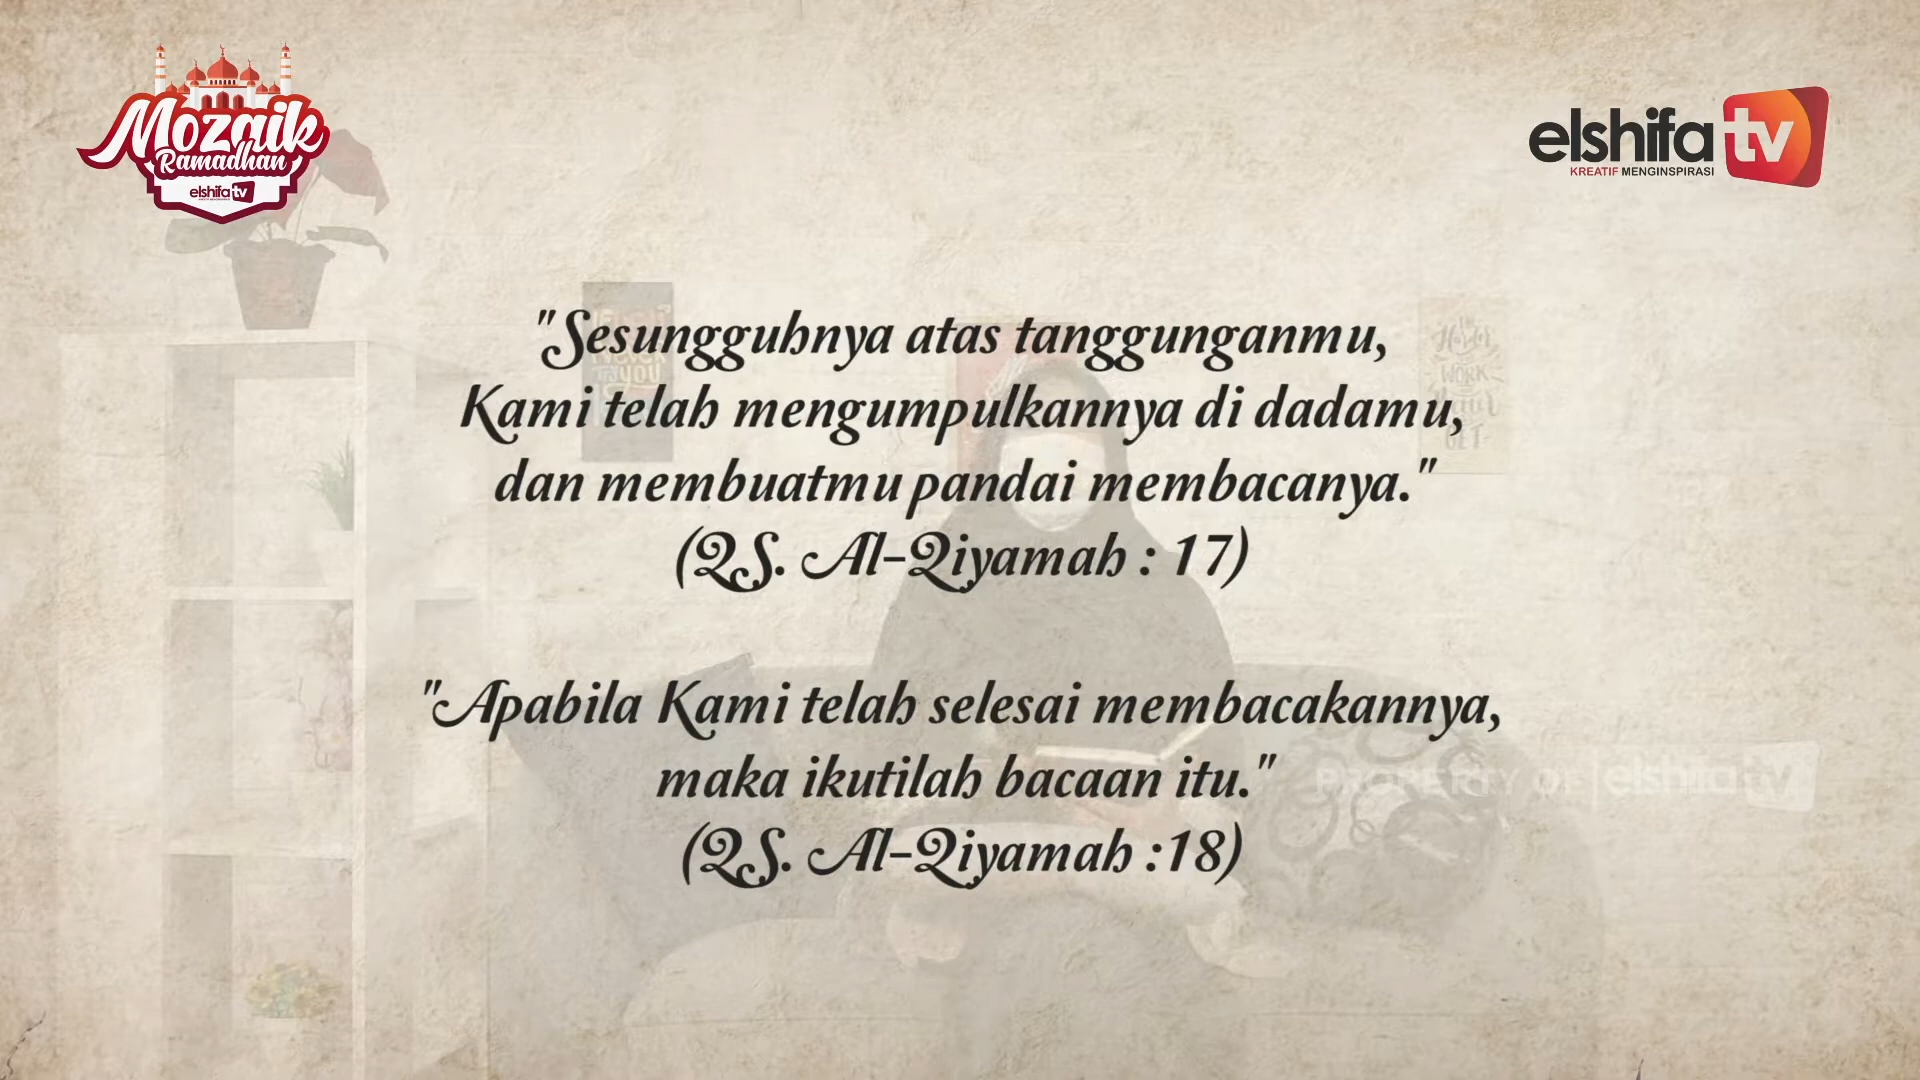 Mozaik
Ramadhan
elshifa tv
elshifa tv
KREATIF MENGINSPIRASI
"Sesungguhnya atas tanggunganmu,
Kami telah mengumpulkannya di dadamu,
dan membuatmu pandai membacanya."
(QS. Al-Qiyamah : 17)
"Apabila Kami telah selesai membacakannya,
maka ikutilah bacaan itu."
(QS. Al-Qiyamah :18)
PROPERTY OF elshifa tv